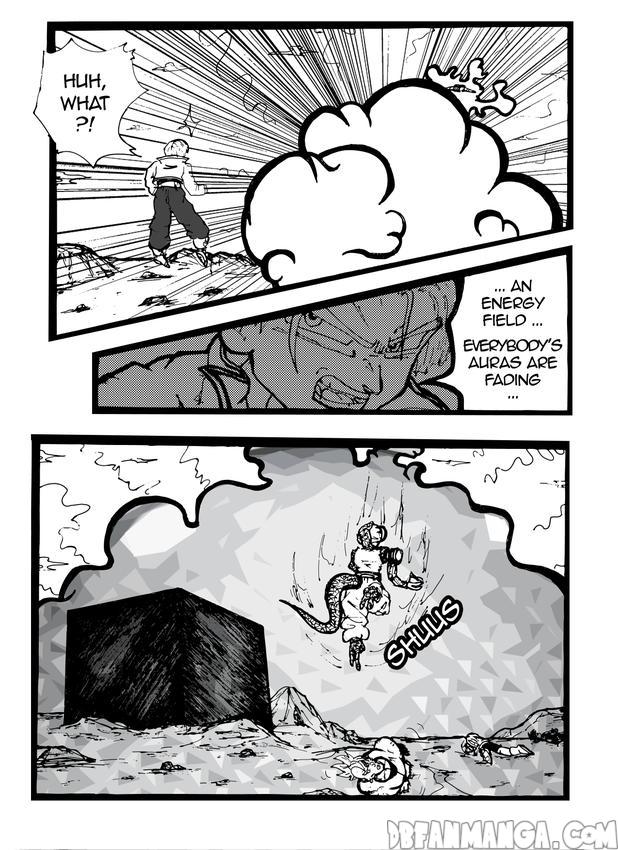 HUH,
WHAT
?!
... AN
ENERGY
FIELD ...
EVERYBODY'S
AURAS ARE
FADING
...
SHUUS
DBFANMANGA.COM